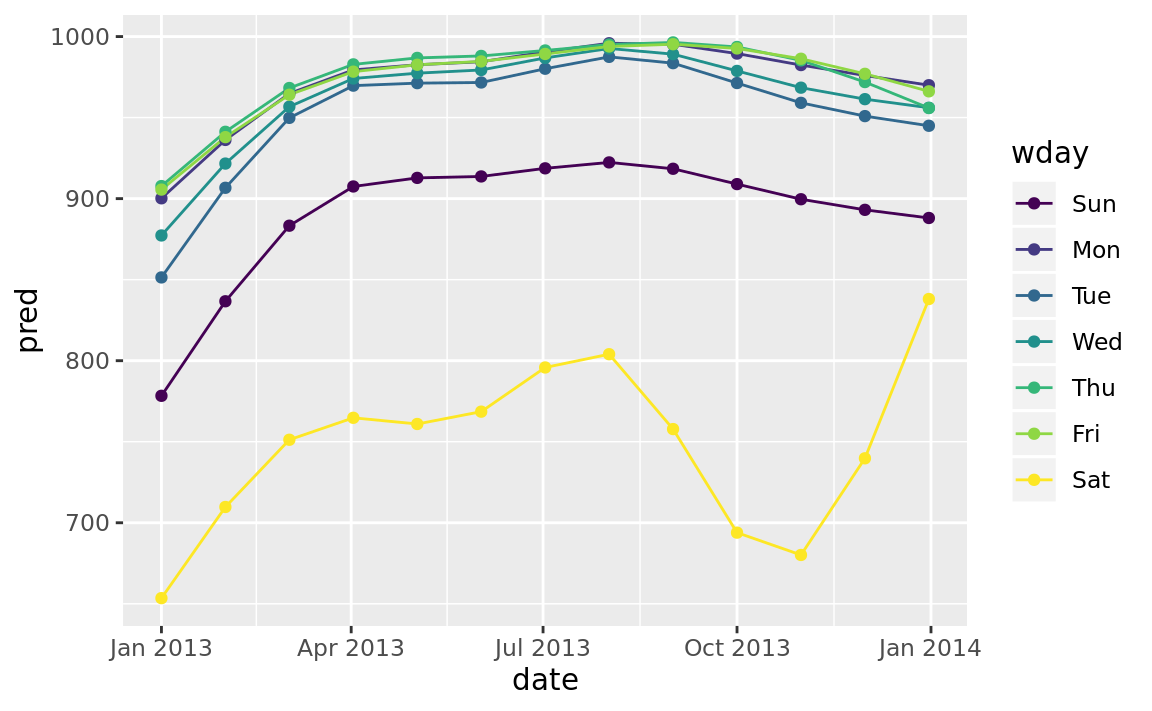 1000
900
800
700
pred
Jan 2013
Apr 2013
Jul 2013
Oct 2013
Jan 2014
date
wday
Sun
Mon
Tue
Wed
Thu
Fri
Sat